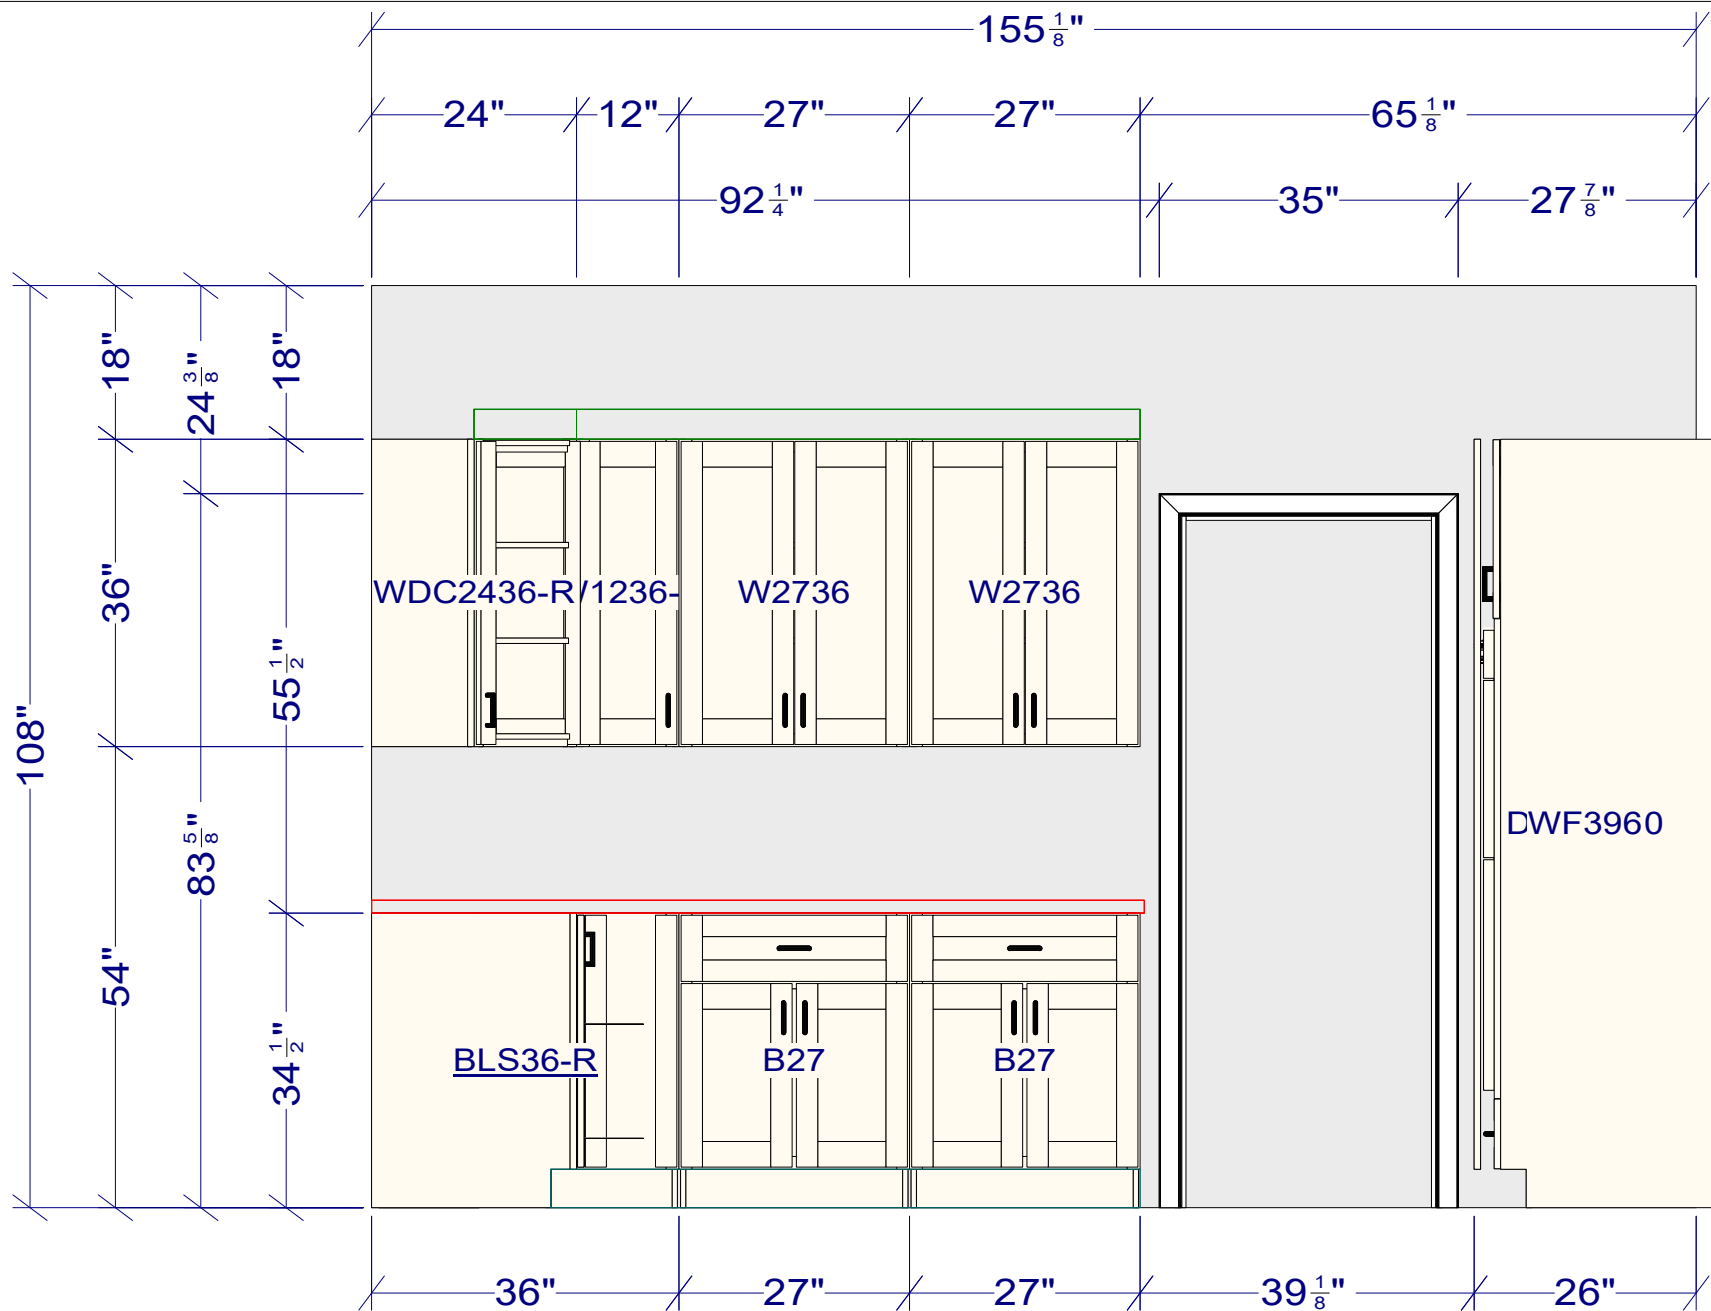 155 1/8"
24" 12" 27" 27" 65 1/8"
92 1/4" 35" 27 7/8"
18" 24 3/8" 18"
36"
55 1/2"
108"
83 5/8"
54"
34 1/2"
WDC2436-R /1236- W2736 W2736
DWF3960
BLS36-R B27 B27
36" 27" 27" 39 1/8" 26"